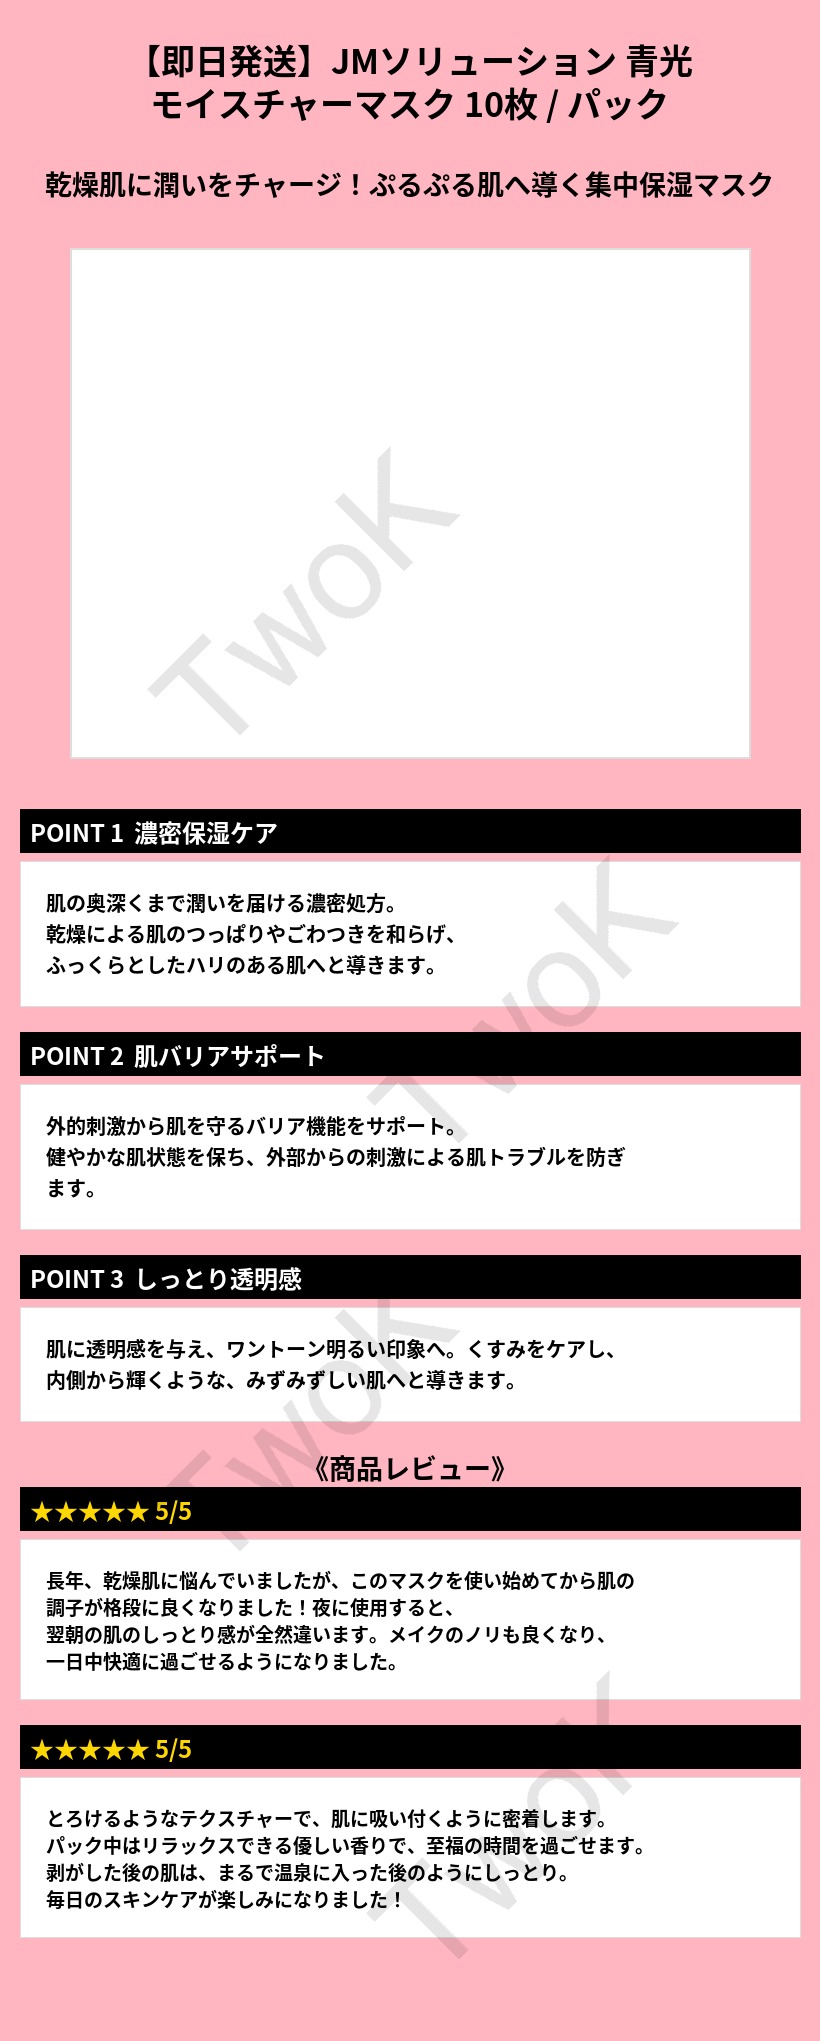 【即日発送】JMソリューション 青光
モイスチャーマスク 10枚 / パック
乾燥肌に潤いをチャージ！ぷるぷる肌へ導く集中保湿マスク
TwoK
POINT 1 濃密保湿ケア
肌の奥深くまで潤いを届ける濃密処方。
乾燥による肌のつっぱりやごわつきを和らげ、
ふっくらとしたハリのある肌へと導きます。
TwoK
POINT 2 肌バリアサポート
外的刺激から肌を守るバリア機能をサポート。
健やかな肌状態を保ち、外部からの刺激による肌トラブルを防ぎ
ます。
POINT 3 しっとり透明感
肌に透明感を与え、ワントーン明るい印象へ。くすみをケアし、
内側から輝くような、みずみずしい肌へと導きます。
TwoK
《商品レビュー》
★★★★★ 5/5
長年、乾燥肌に悩んでいましたが、このマスクを使い始めてから肌の
調子が格段に良くなりました！夜に使用すると、
翌朝の肌のしっとり感が全然違います。メイクのノリも良くなり、
一日中快適に過ごせるようになりました。
★★★★★ 5/5
とろけるようなテクスチャーで、肌に吸い付くように密着します。
パック中はリラックスできる優しい香りで、至福の時間を過ごせます。
剥がした後の肌は、まるで温泉に入った後のようにしっとり。
毎日のスキンケアが楽しみになりました！
TwoK